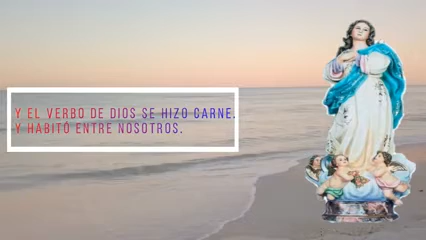 Y EL VERBO DE DIOS SE HIZO CARNE.
Y HABITÓ ENTRE NOSOTROS.